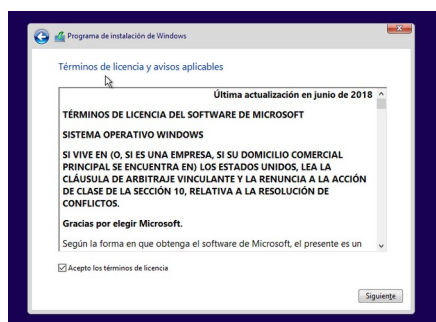 Programa de instalación de Windows
Términos de licencia y avisos aplicables
Última actualización en junio de 2018
TÉRMINOS DE LICENCIA DEL SOFTWARE DE MICROSOFT
SISTEMA OPERATIVO WINDOWS
SI VIVE EN (O, SI ES UNA EMPRESA, SI SU DOMICILIO COMERCIAL
PRINCIPAL SE ENCUENTRA EN) LOS ESTADOS UNIDOS, LEA LA
CLÁUSULA DE ARBITRAJE VINCULANTE Y LA RENUNCIA A LA ACCIÓN
DE CLASE DE LA SECCIÓN 10, RELATIVA A LA RESOLUCIÓN DE
CONFLICTOS.
Gracias por elegir Microsoft.
Según la forma en que obtenga el software de Microsoft, el presente es un
Acepto los términos de licencia
Siguiente